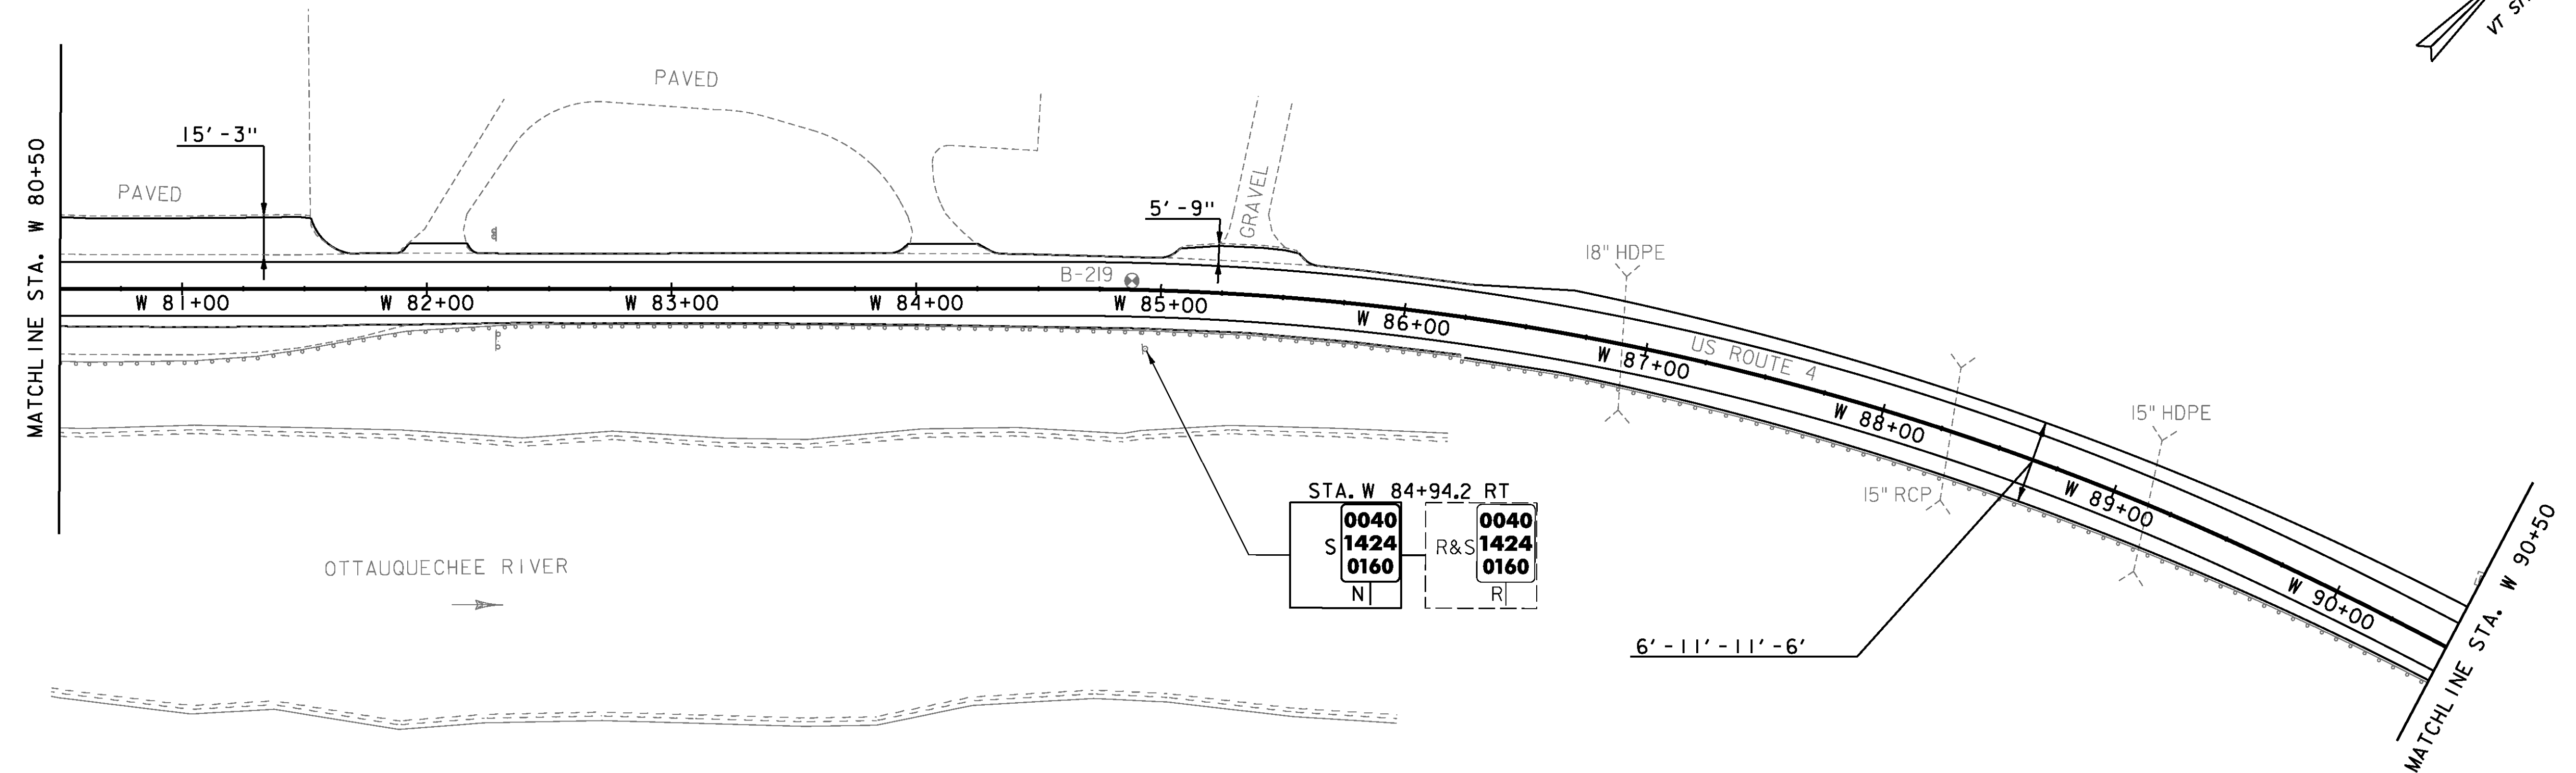 VT S
PAVED
15'-3"
PAVED
MATCHLINE STA. W 80+50
5'-9"
GRAVEL
18" HDPE
B-219
W 81+00
W 82+00
W 83+00
W 84+00
W 85+00
W 86+00
W 87+00
US ROUTE 4
W 88+00
15" HDPE
15" RCP
W 89+00
W 90+00
STA. W 84+94.2 RT
0040
S 1424
0160
N
0040
R&S 1424
0160
R
OTTAUQUECHEE RIVER
6'-11'-11'-6'
MATCHLINE STA. W 90+50